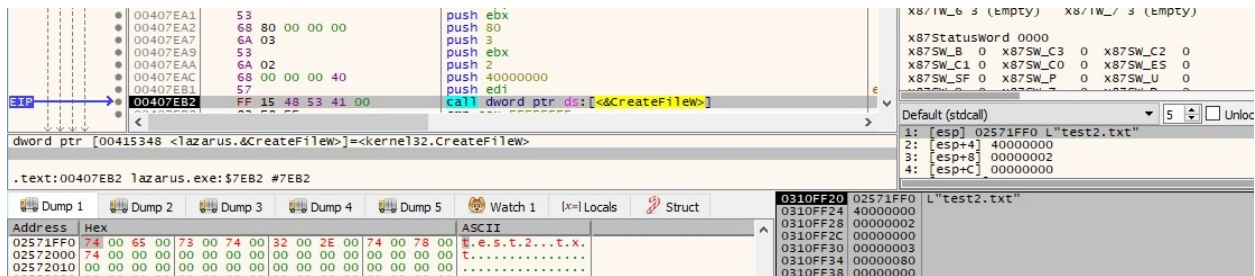 00407EA1 53 push ebx
00407EA2 68 80 00 00 00 push 80
00407EA7 6A 03 push 3
00407EA9 53 push ebx
00407EAA 6A 02 push 2
00407EAC 68 00 00 00 40 push 40000000
00407EB1 57 push edi
EIP 00407EB2 FF 15 48 53 41 00 call dword ptr ds:[<&CreateFileW>]
dword ptr [00415348 <lazarus.&CreateFileW>]=<kernel32.CreateFileW>
.text:00407EB2 lazarus.exe:$7EB2 #7EB2
x87TW_6 3 (Empty) x87TW_7 3 (Empty)
x87StatusWord 0000
x87SW_B 0 x87SW_C3 0 x87SW_C2 0
x87SW_C1 0 x87SW_C0 0 x87SW_ES 0
x87SW_SF 0 x87SW_P 0 x87SW_U 0
Default (stdcall) 5 Unloc
1: [esp] 02571FF0 L"test2.txt"
2: [esp+4] 40000000
3: [esp+8] 00000002
4: [esp+C] 00000000
Dump 1 Dump 2 Dump 3 Dump 4 Dump 5 Watch 1 [x=] Locals Struct
Address Hex ASCII
02571FF0 74 00 65 00 73 00 74 00 32 00 2E 00 74 00 78 00 t.e.s.t.2...t.x.
02572000 74 00 00 00 00 00 00 00 00 00 00 00 00 00 00 00 t...............
02572010 00 00 00 00 00 00 00 00 00 00 00 00 00 00 00 00 ................
0310FF20 02571FF0 L"test2.txt"
0310FF24 40000000
0310FF28 00000002
0310FF2C 00000000
0310FF30 00000003
0310FF34 00000080
0310FF38 00000000